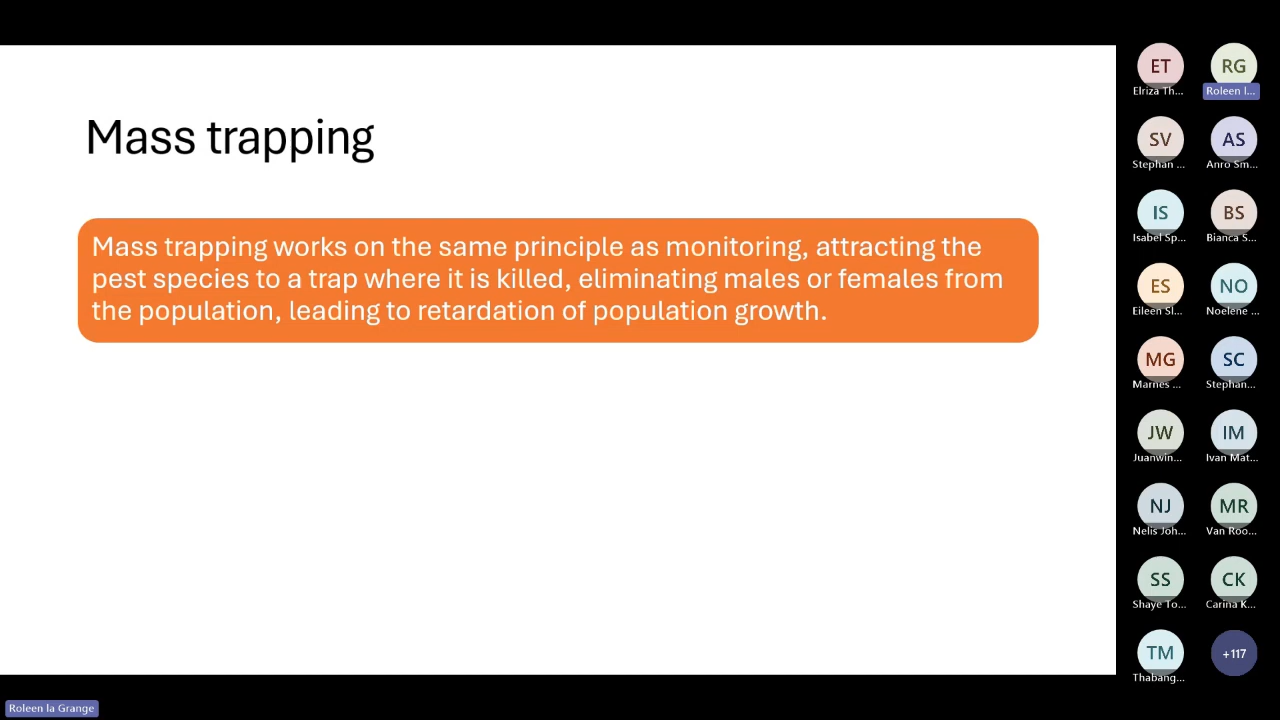 Mass trapping
Mass trapping works on the same principle as monitoring, attracting the
pest species to a trap where it is killed, eliminating males or females from
the population, leading to retardation of population growth.
ET
Elriza Th...
RG
Roleen l...
SV
Stephan ...
AS
Anro Sm...
IS
Isabel Sp...
BS
Bianca S...
ES
Eileen Sl...
NO
Noelene ...
MG
Marnes ...
SC
Stephan...
JW
Juanwin...
IM
Ivan Mat...
NJ
Nelis Joh...
MR
Van Roo...
SS
Shaye To...
CK
Carina K...
TM
Thabang...
+117
Roleen la Grange